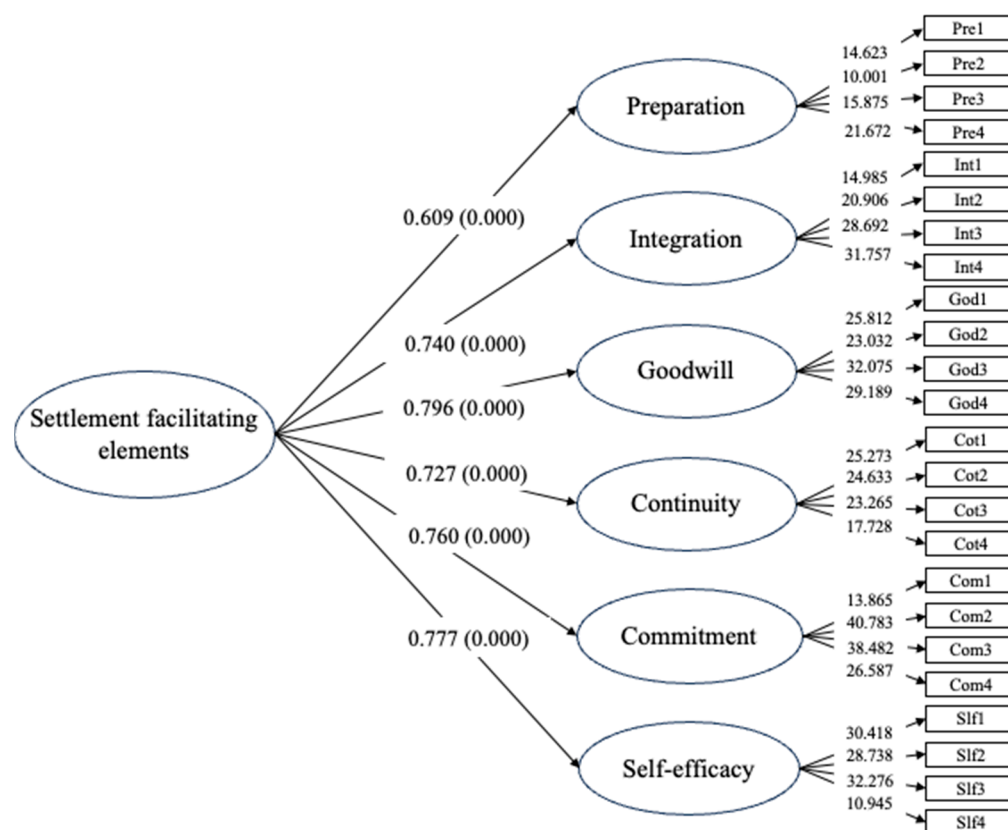 Pre1
14.623
Pre2
10.001
Preparation
15.875
Pre3
21.672
Pre4
Int1
14.985
Int2
20.906
0.609 (0.000)
28.692
Int3
Integration
31.757
Int4
God1
25.812
God2
23.032
0.740 (0.000)
32.075
God3
Goodwill
29.189
God4
0.796 (0.000)
Settlement facilitating
elements
Cot1
25.273
24.633
Cot2
0.727 (0.000)
23.265
Cot3
Continuity
17.728
Cot4
0.760 (0.000)
Com1
13.865
40.783
Com2
0.777 (0.000)
Commitment
38.482
Com3
26.587
Com4
Slf1
30.418
28.738
Slf2
Self-efficacy
32.276
Slf3
10.945
Slf4